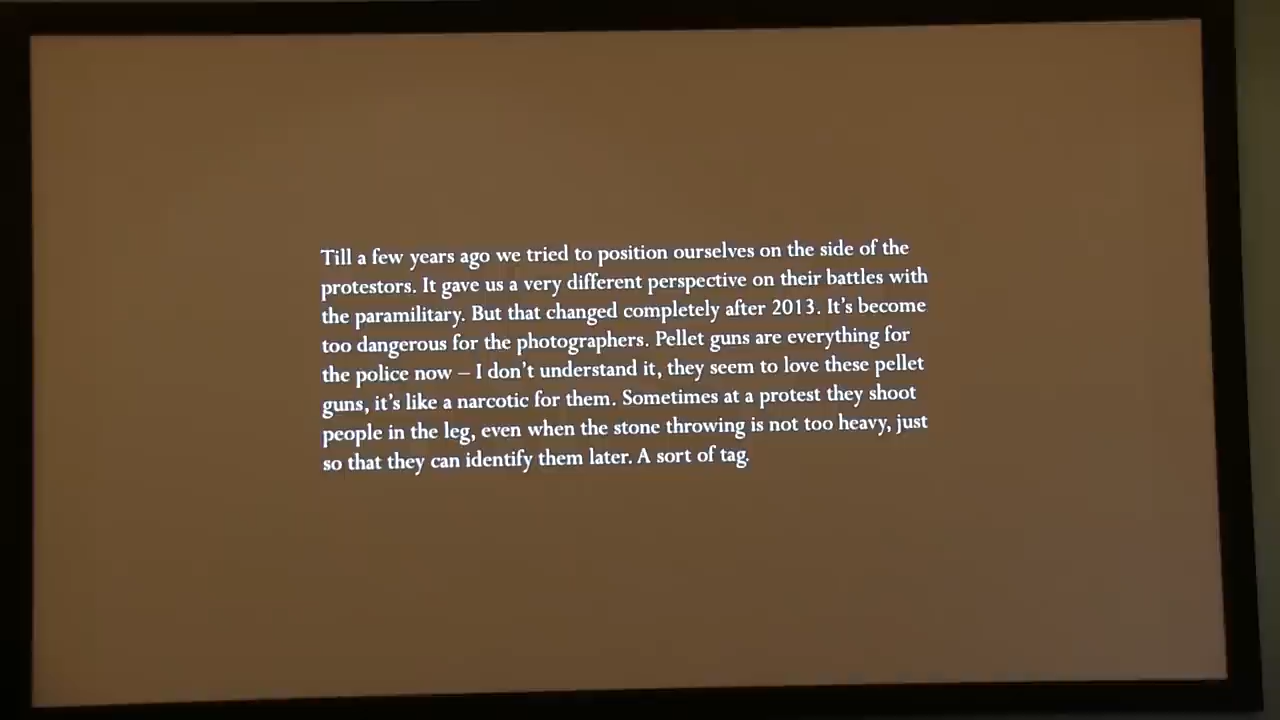 Till a few years ago we tried to position ourselves on the side of the
protestors. It gave us a very different perspective on their battles with
the paramilitary. But that changed completely after 2013. It's become
too dangerous for the photographers. Pellet guns are everything for
the police now – I don't understand it, they seem to love these pellet
guns, it's like a narcotic for them. Sometimes at a protest they shoot
people in the leg, even when the stone throwing is not too heavy, just
so that they can identify them later. A sort of tag.